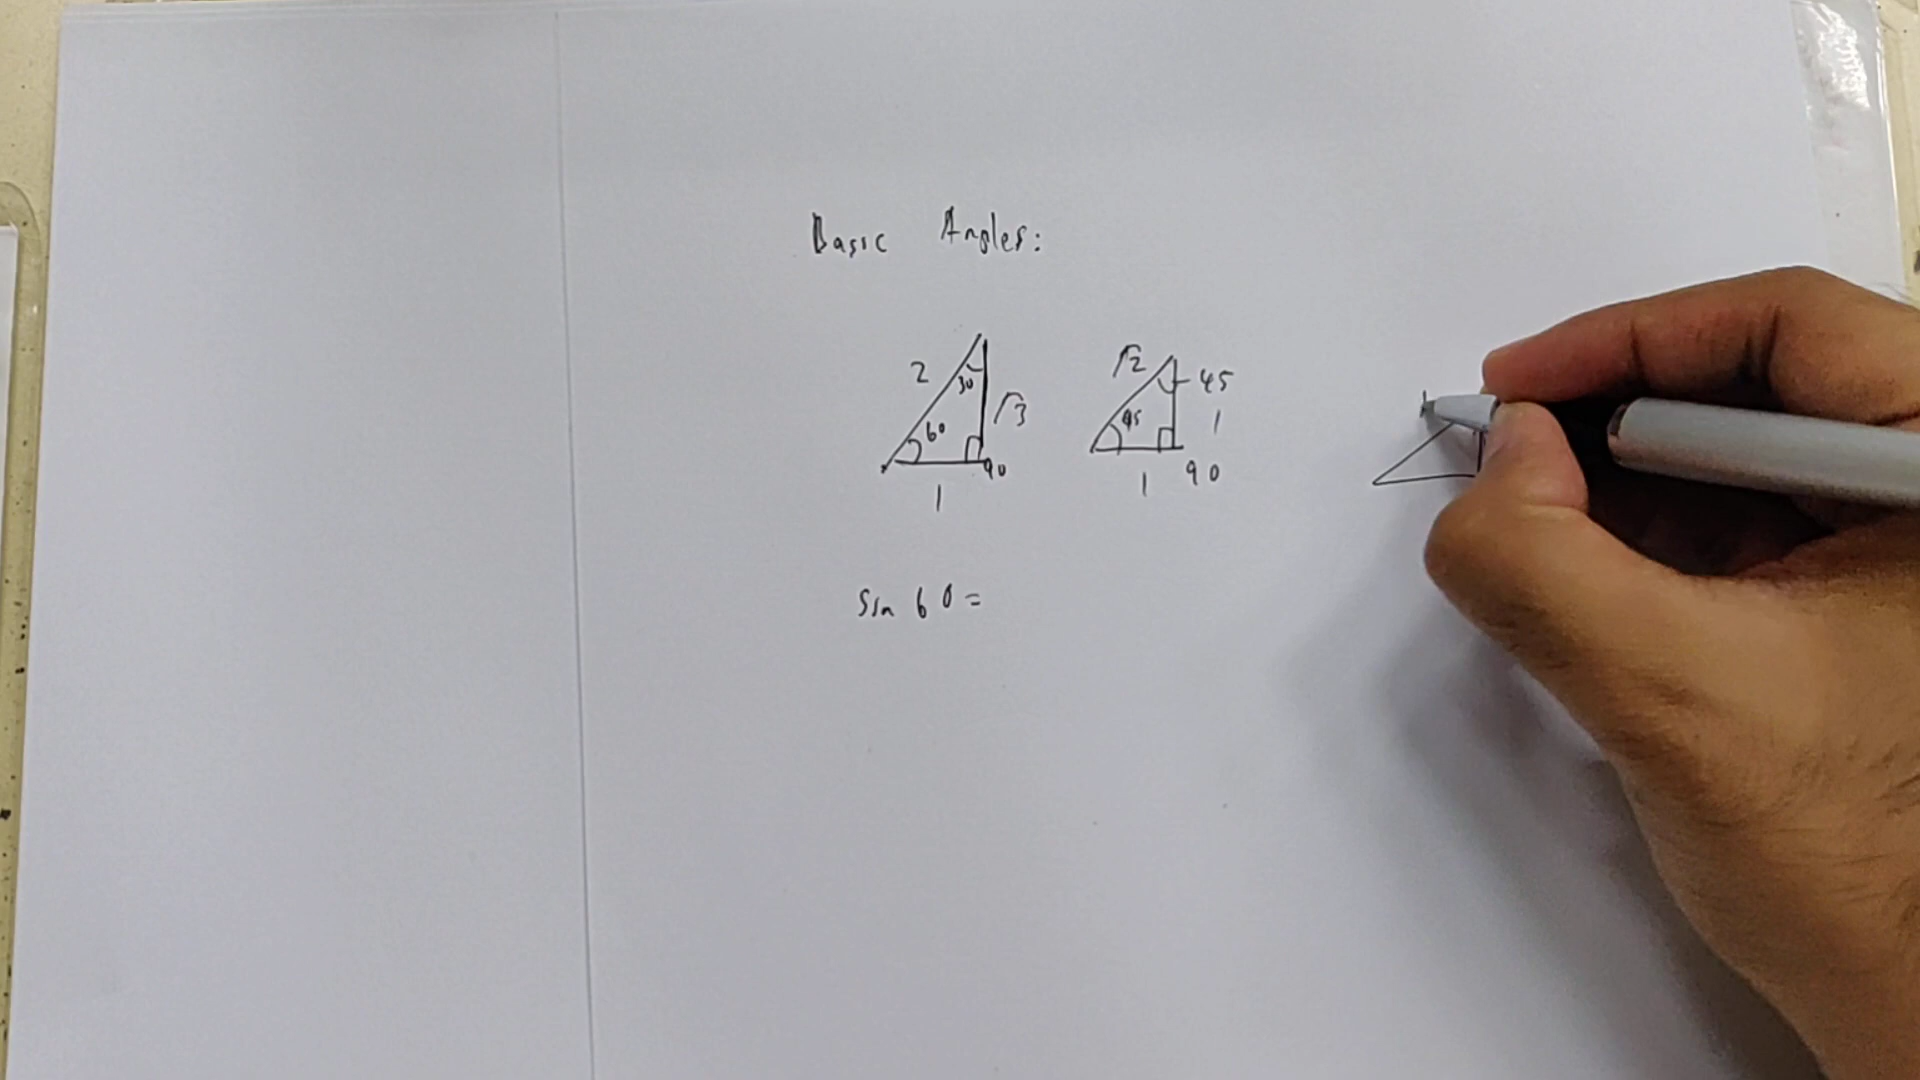 Basic Angles:
2 30 60 √3 90 1
√2 45 45 1 1 90
Sin 60 =